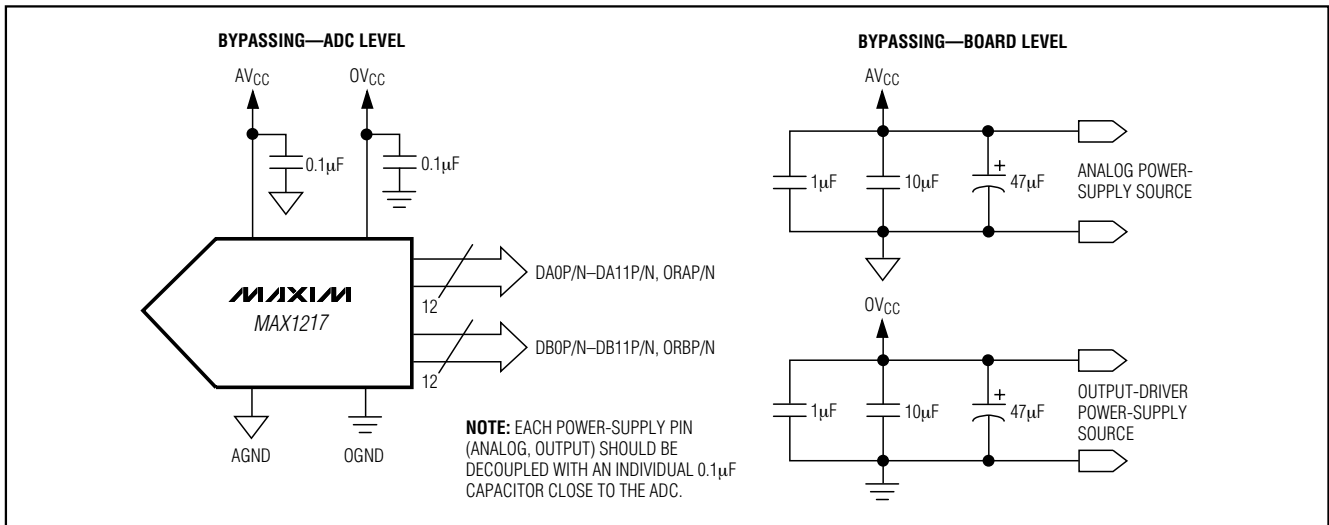 BYPASSING—ADC LEVEL
AVCC
OVCC
0.1µF
0.1µF
MAXIM
MAX1217
12
DA0P/N–DA11P/N, ORAP/N
12
DB0P/N–DB11P/N, ORBP/N
AGND
OGND
NOTE: EACH POWER-SUPPLY PIN
(ANALOG, OUTPUT) SHOULD BE
DECOUPLED WITH AN INDIVIDUAL 0.1µF
CAPACITOR CLOSE TO THE ADC.
BYPASSING—BOARD LEVEL
AVCC
1µF
10µF
+
47µF
ANALOG POWER-
SUPPLY SOURCE
OVCC
1µF
10µF
+
47µF
OUTPUT-DRIVER
POWER-SUPPLY
SOURCE